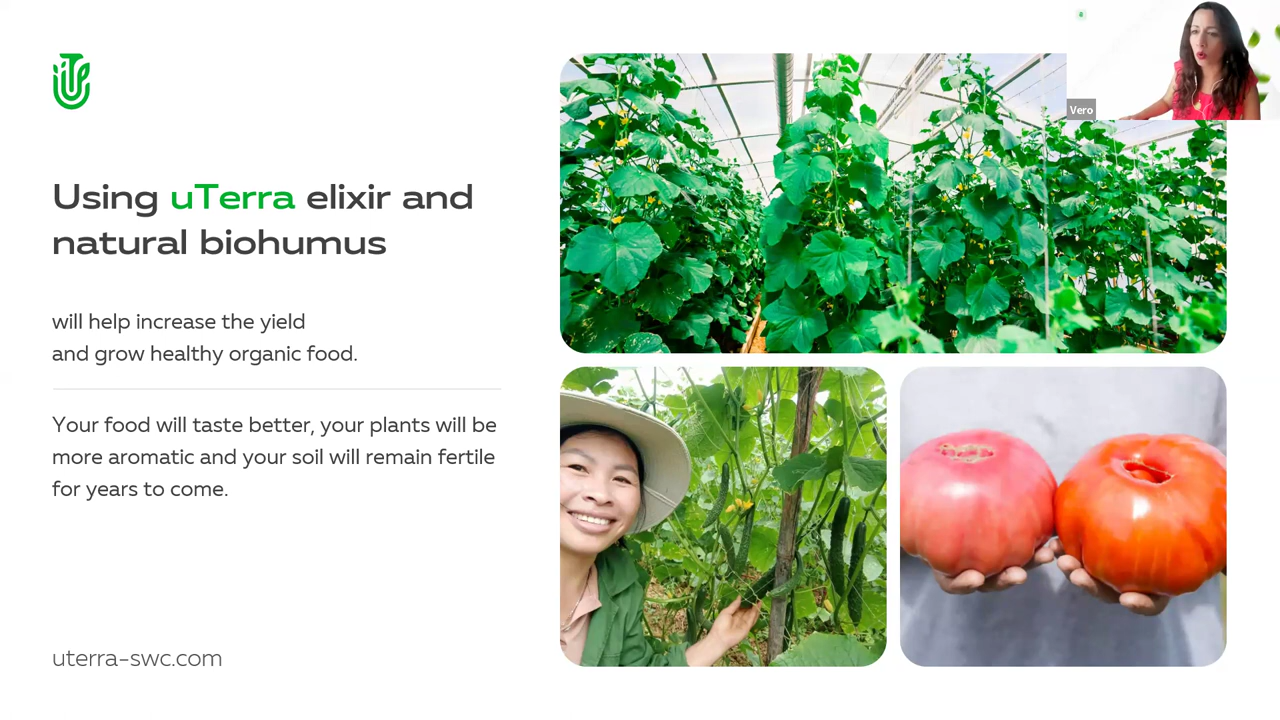 Using uTerra elixir and
natural biohumus
will help increase the yield
and grow healthy organic food.
Your food will taste better, your plants will be
more aromatic and your soil will remain fertile
for years to come.
uterra-swc.com
Vero